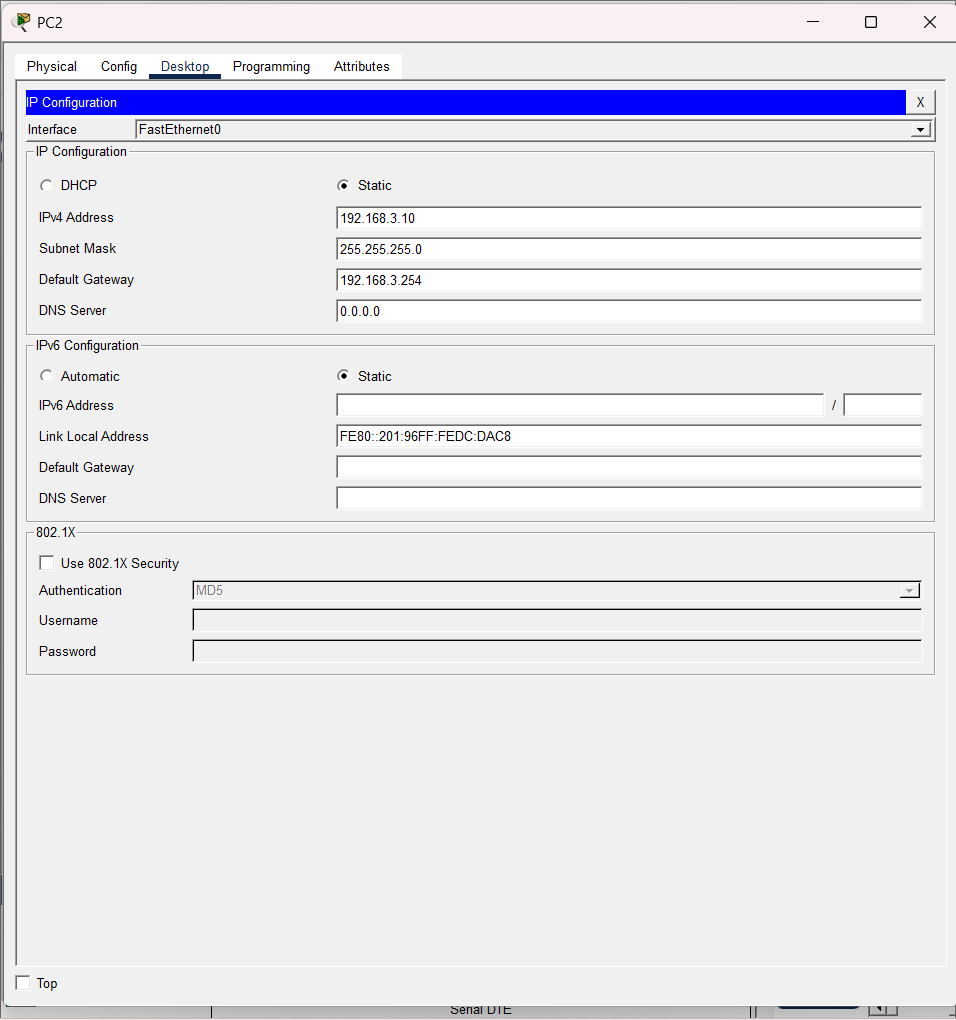 PC2
Physical Config Desktop Programming Attributes
IP Configuration X
Interface FastEthernet0
IP Configuration
DHCP Static
IPv4 Address 192.168.3.10
Subnet Mask 255.255.255.0
Default Gateway 192.168.3.254
DNS Server 0.0.0.0
IPv6 Configuration
Automatic Static
IPv6 Address /
Link Local Address FE80::201:96FF:FEDC:DAC8
Default Gateway
DNS Server
802.1X
Use 802.1X Security
Authentication MD5
Username
Password
Top
Serial DTE